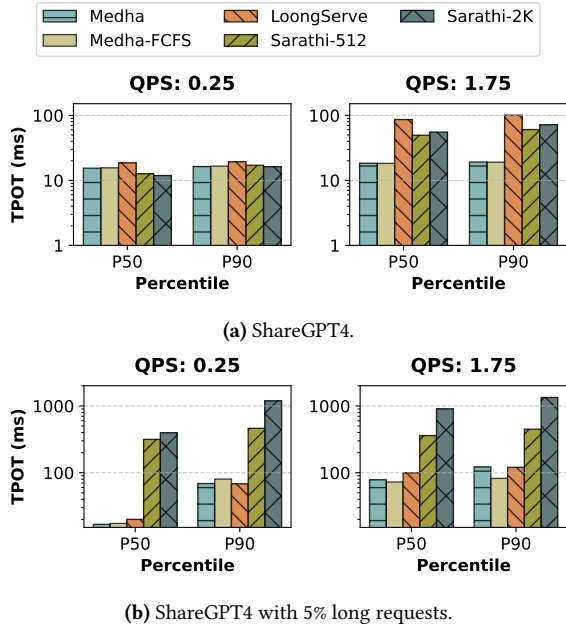 Medha LoongServe Sarathi-2K
Medha-FCFS Sarathi-512
QPS: 0.25 QPS: 1.75
TPOT (ms)
100
10
1
P50 P90
Percentile
100
10
1
P50 P90
Percentile
(a) ShareGPT4.
QPS: 0.25 QPS: 1.75
TPOT (ms)
1000
100
P50 P90
Percentile
1000
100
P50 P90
Percentile
(b) ShareGPT4 with 5% long requests.